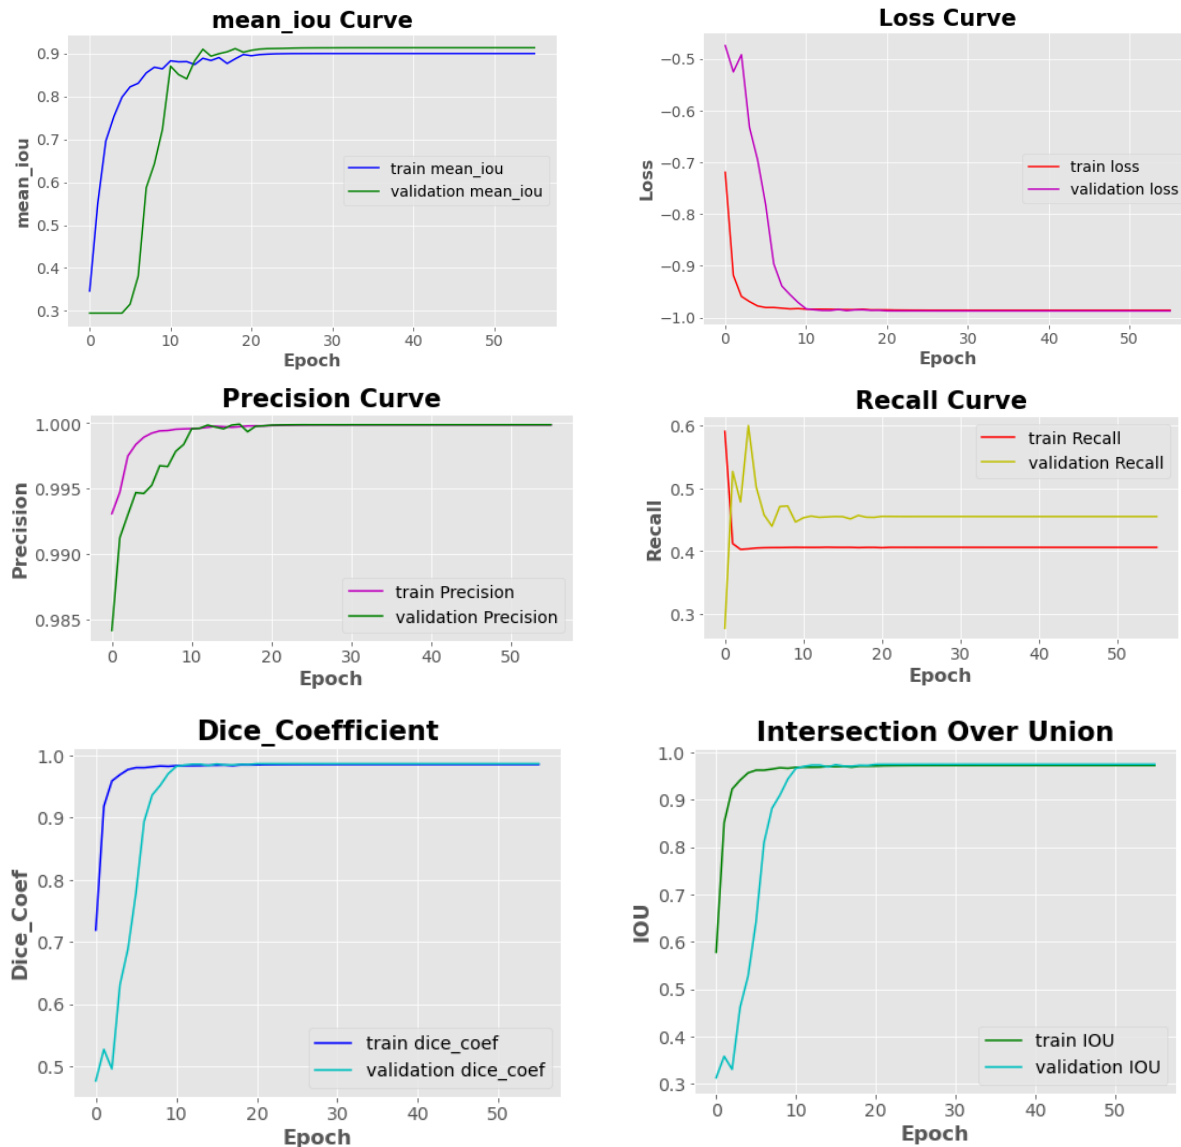 mean_iou Curve
mean_iou
0.9
0.8
0.7
0.6
0.5
0.4
0.3
train mean_iou
validation mean_iou
0 10 20 30 40 50
Epoch
Loss Curve
Loss
−0.5
−0.6
−0.7
−0.8
−0.9
−1.0
train loss
validation loss
0 10 20 30 40 50
Epoch
Precision Curve
Precision
1.000
0.995
0.990
0.985
train Precision
validation Precision
0 10 20 30 40 50
Epoch
Recall Curve
Recall
0.6
0.5
0.4
0.3
train Recall
validation Recall
0 10 20 30 40 50
Epoch
Dice_Coefficient
Dice_Coef
1.0
0.9
0.8
0.7
0.6
0.5
train dice_coef
validation dice_coef
0 10 20 30 40 50
Epoch
Intersection Over Union
IOU
1.0
0.9
0.8
0.7
0.6
0.5
0.4
0.3
train IOU
validation IOU
0 10 20 30 40 50
Epoch